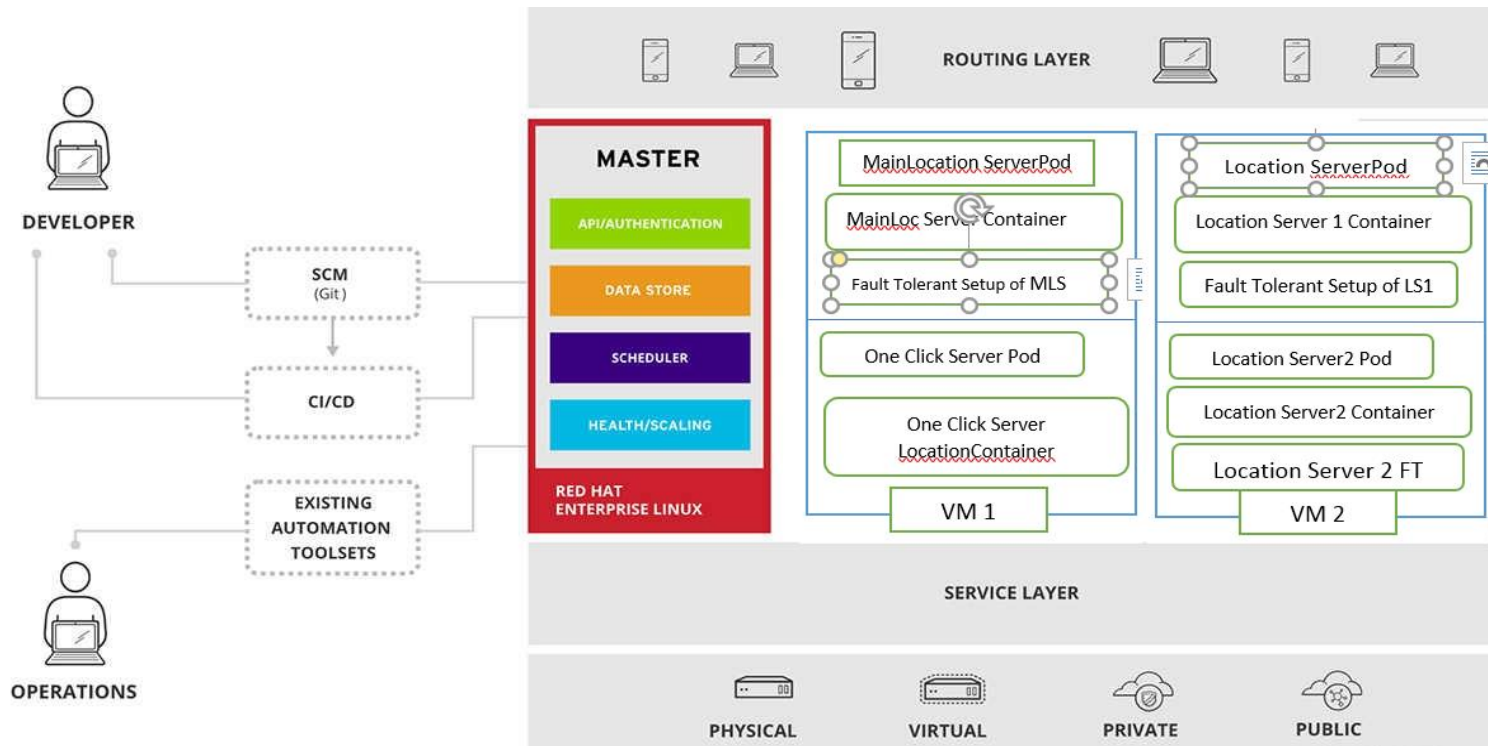 ROUTING LAYER
DEVELOPER
SCM
(Git)
CI/CD
EXISTING
AUTOMATION
TOOLSETS
OPERATIONS
MASTER
API/AUTHENTICATION
DATA STORE
SCHEDULER
HEALTH/SCALING
RED HAT
ENTERPRISE LINUX
MainLocation ServerPod
MainLoc Server Container
Fault Tolerant Setup of MLS
One Click Server Pod
One Click Server
LocationContainer
VM 1
Location ServerPod
Location Server 1 Container
Fault Tolerant Setup of LS1
Location Server2 Pod
Location Server2 Container
Location Server 2 FT
VM 2
SERVICE LAYER
PHYSICAL
VIRTUAL
PRIVATE
PUBLIC